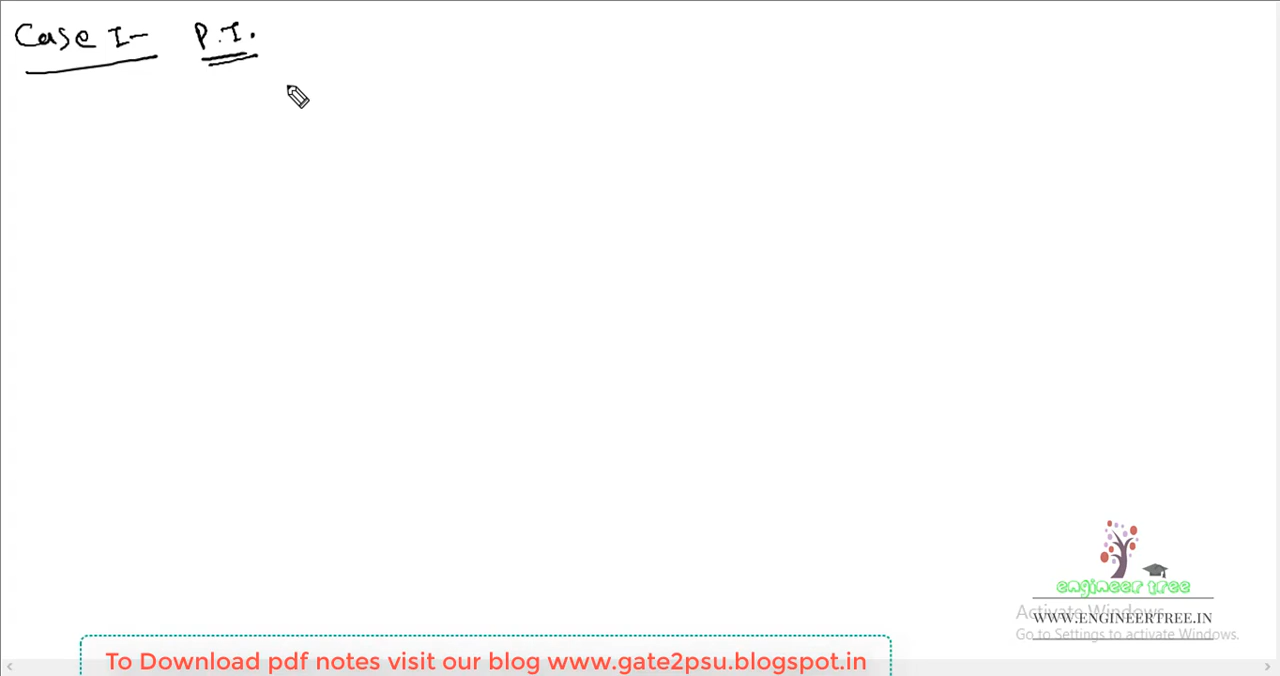 Case I- P.I.
engineer tree
Activate Windows
WWW.ENGINEERTREE.IN
Go to Settings to activate Windows.
To Download pdf notes visit our blog www.gate2psu.blogspot.in